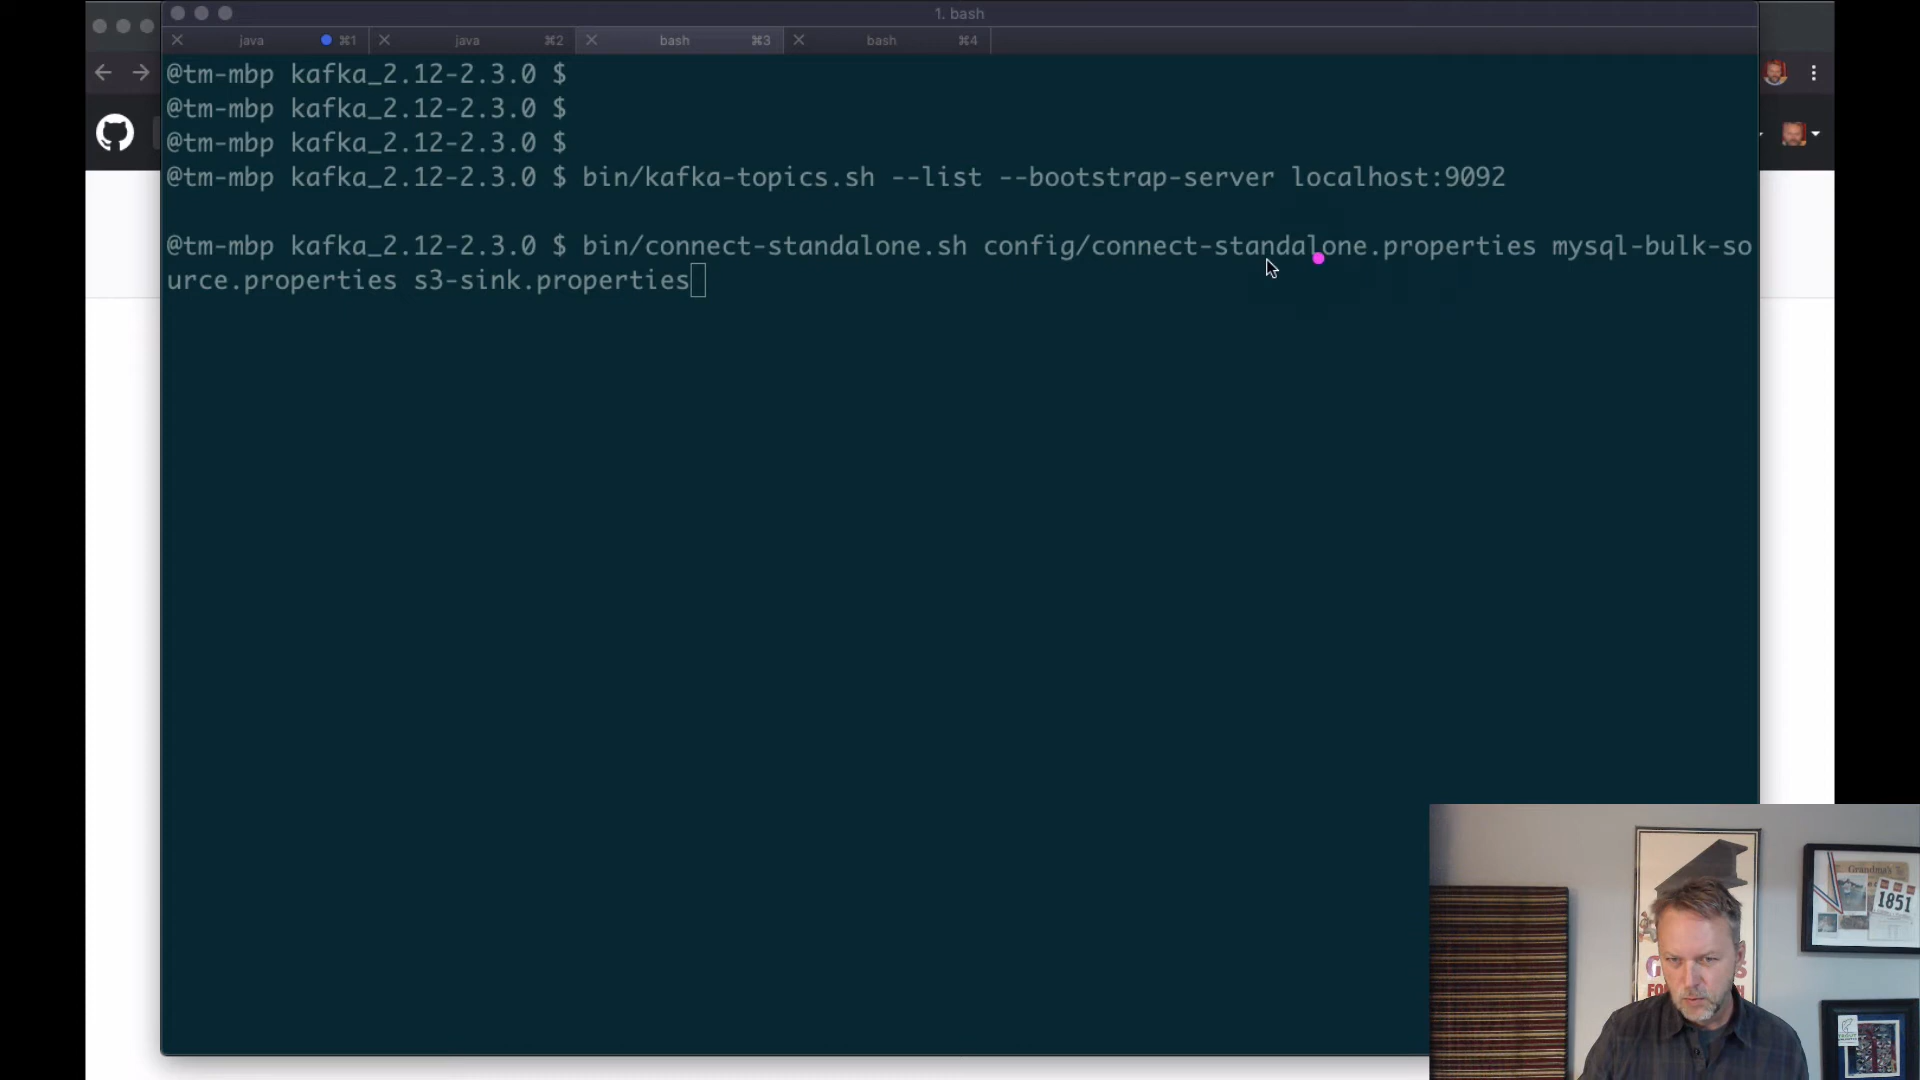 1. bash
java ⌘1 java ⌘2 bash ⌘3 bash ⌘4
@tm-mbp kafka_2.12-2.3.0 $
@tm-mbp kafka_2.12-2.3.0 $
@tm-mbp kafka_2.12-2.3.0 $
@tm-mbp kafka_2.12-2.3.0 $ bin/kafka-topics.sh --list --bootstrap-server localhost:9092
@tm-mbp kafka_2.12-2.3.0 $ bin/connect-standalone.sh config/connect-standalone.properties mysql-bulk-so
urce.properties s3-sink.properties
Grandma's
1851